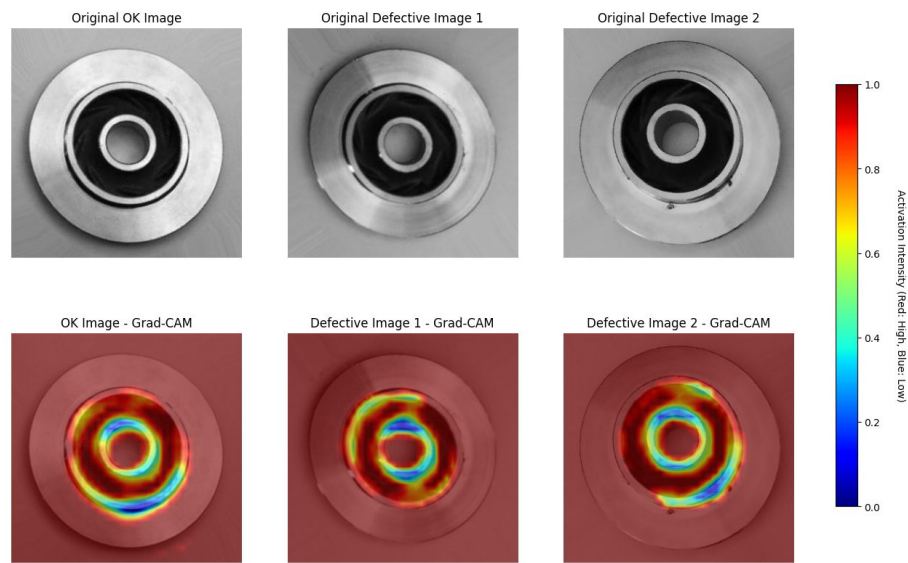 Original OK Image
Original Defective Image 1
Original Defective Image 2
OK Image - Grad-CAM
Defective Image 1 - Grad-CAM
Defective Image 2 - Grad-CAM
1.0
0.8
0.6
0.4
0.2
0.0
Activation Intensity (Red: High, Blue: Low)